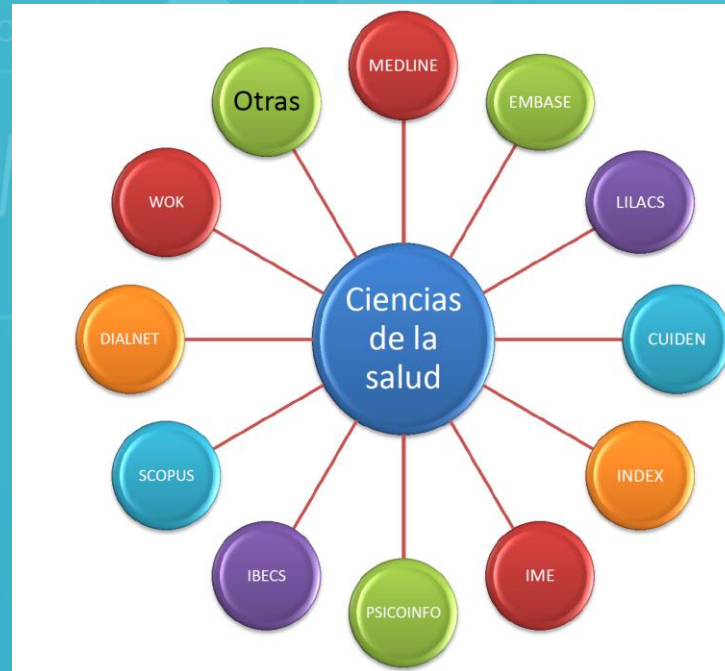 MEDLINE
EMBASE
LILACS
CUIDEN
INDEX
IME
PSICOINFO
IBECS
SCOPUS
DIALNET
WOK
Otras
Ciencias
de la
salud